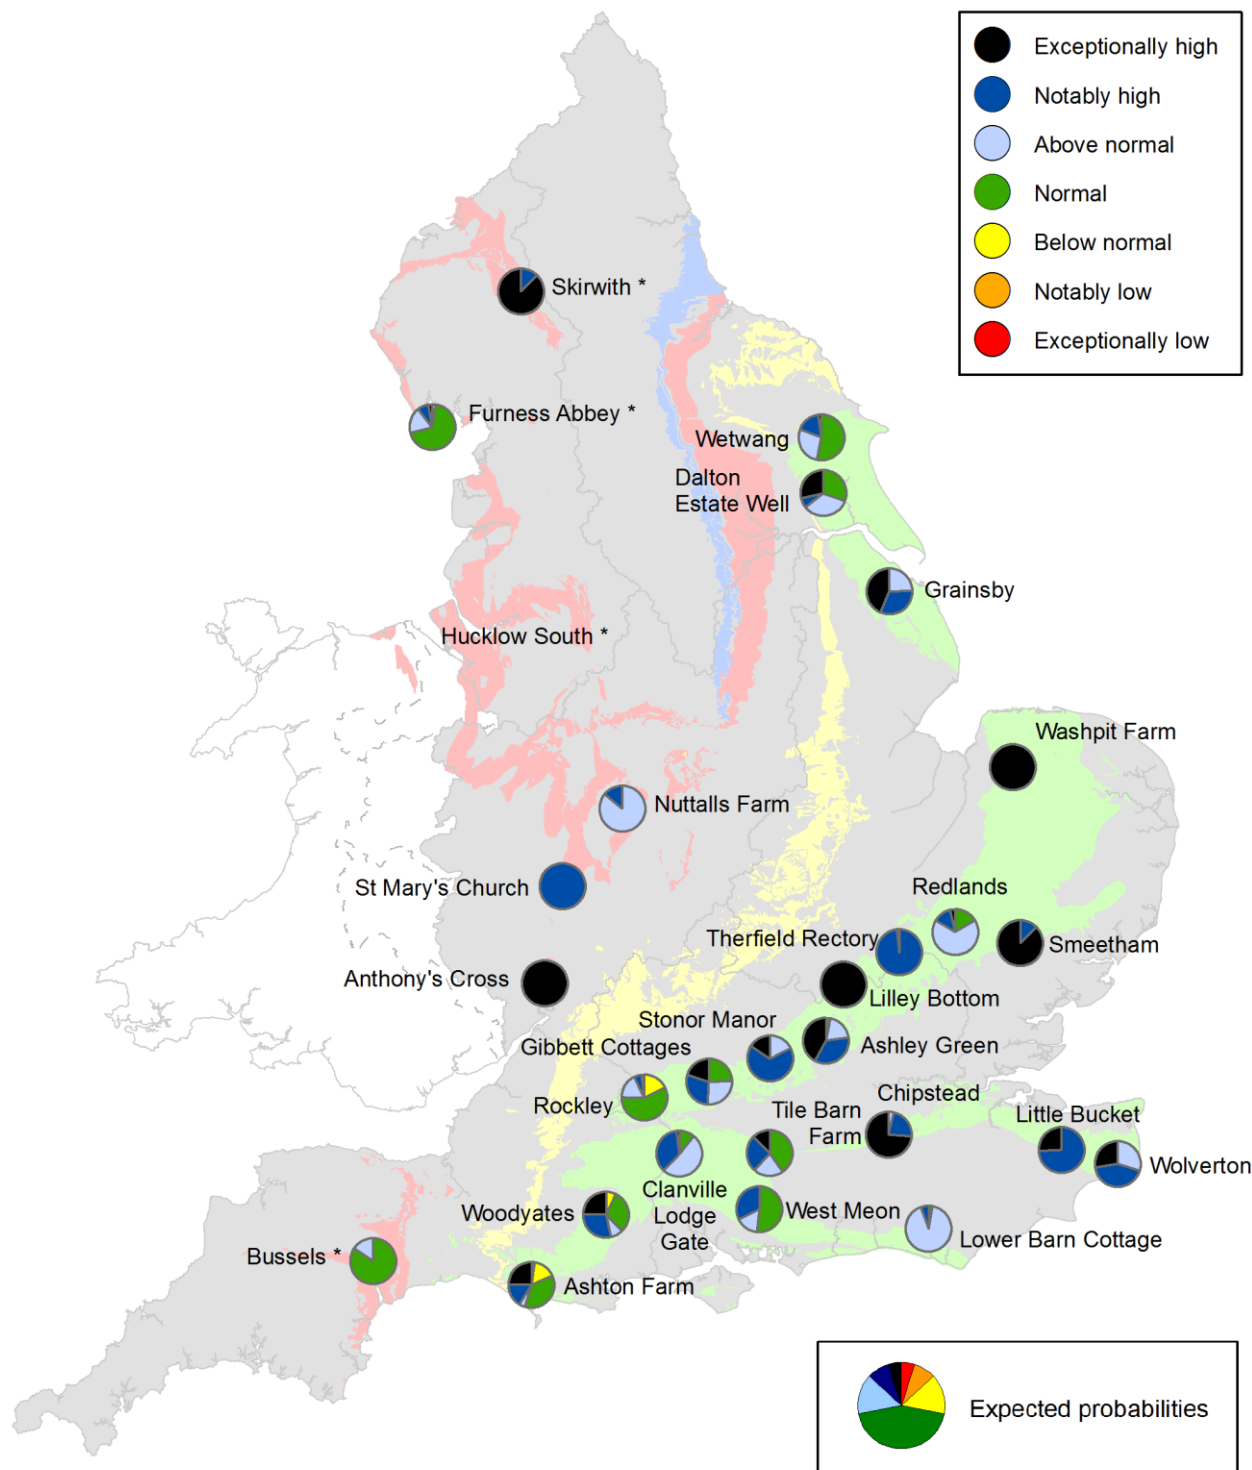 Exceptionally high
Notably high
Above normal
Normal
Below normal
Notably low
Exceptionally low
Skirwith *
Furness Abbey *
Wetwang
Dalton
Estate Well
Grainsby
Hucklow South *
Washpit Farm
Nuttalls Farm
St Mary's Church
Redlands
Therfield Rectory
Smeetham
Anthony's Cross
Lilley Bottom
Stonor Manor
Gibbett Cottages
Ashley Green
Chipstead
Rockley
Tile Barn
Farm
Little Bucket
Wolverton
Clanville
Lodge
Gate
Woodyates
West Meon
Lower Barn Cottage
Bussels *
Ashton Farm
Expected probabilities